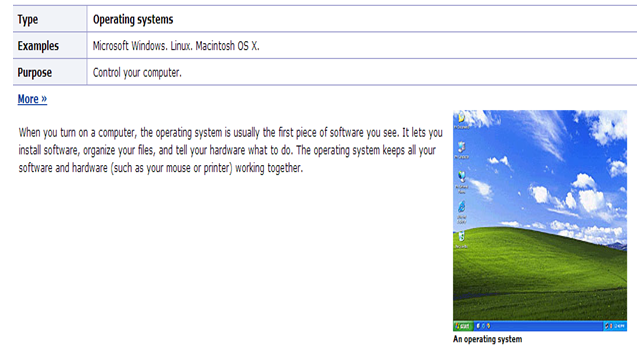 Type Operating systems
Examples Microsoft Windows. Linux. Macintosh OS X.
Purpose Control your computer.
More »
When you turn on a computer, the operating system is usually the first piece of software you see. It lets you
install software, organize your files, and tell your hardware what to do. The operating system keeps all your
software and hardware (such as your mouse or printer) working together.
start
An operating system